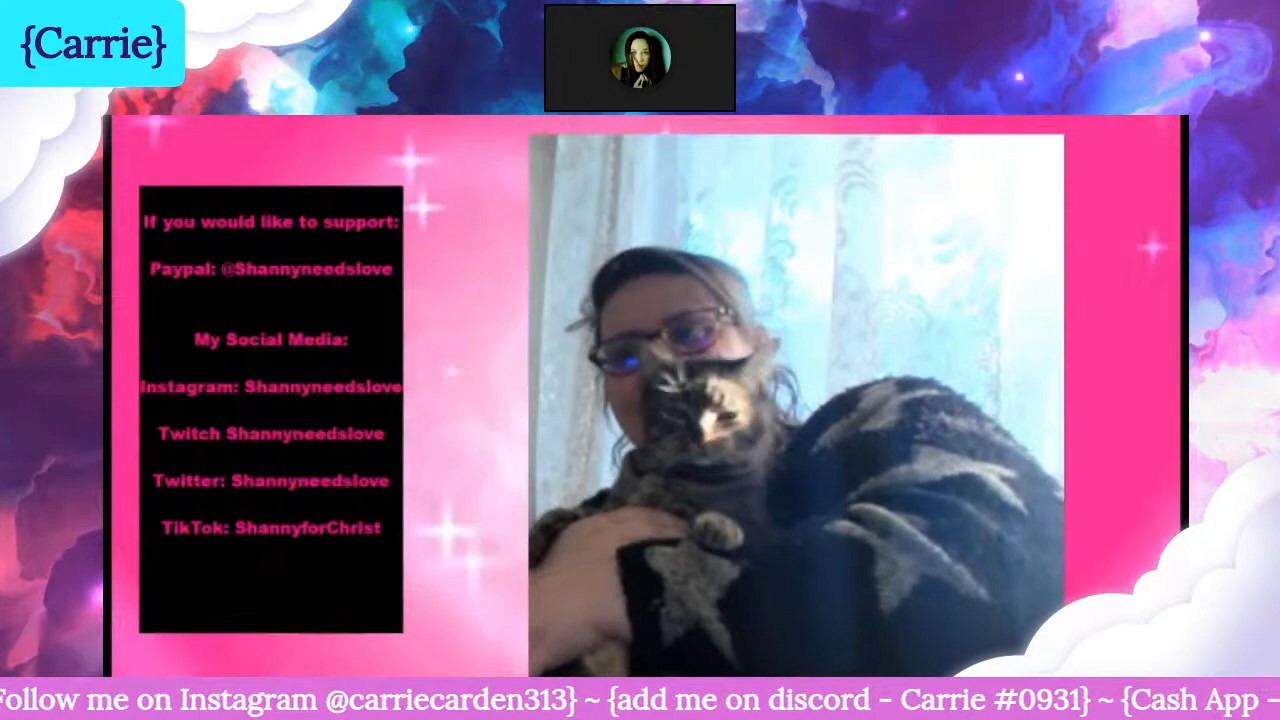 {Carrie}
If you would like to support:
Paypal: @Shannyneedslove
My Social Media:
Instagram: Shannyneedslove
Twitch Shannyneedslove
Twitter: Shannyneedslove
TikTok: ShannyforChrist
Follow me on Instagram @carriecarden313} ~ {add me on discord - Carrie #0931} ~ {Cash App -